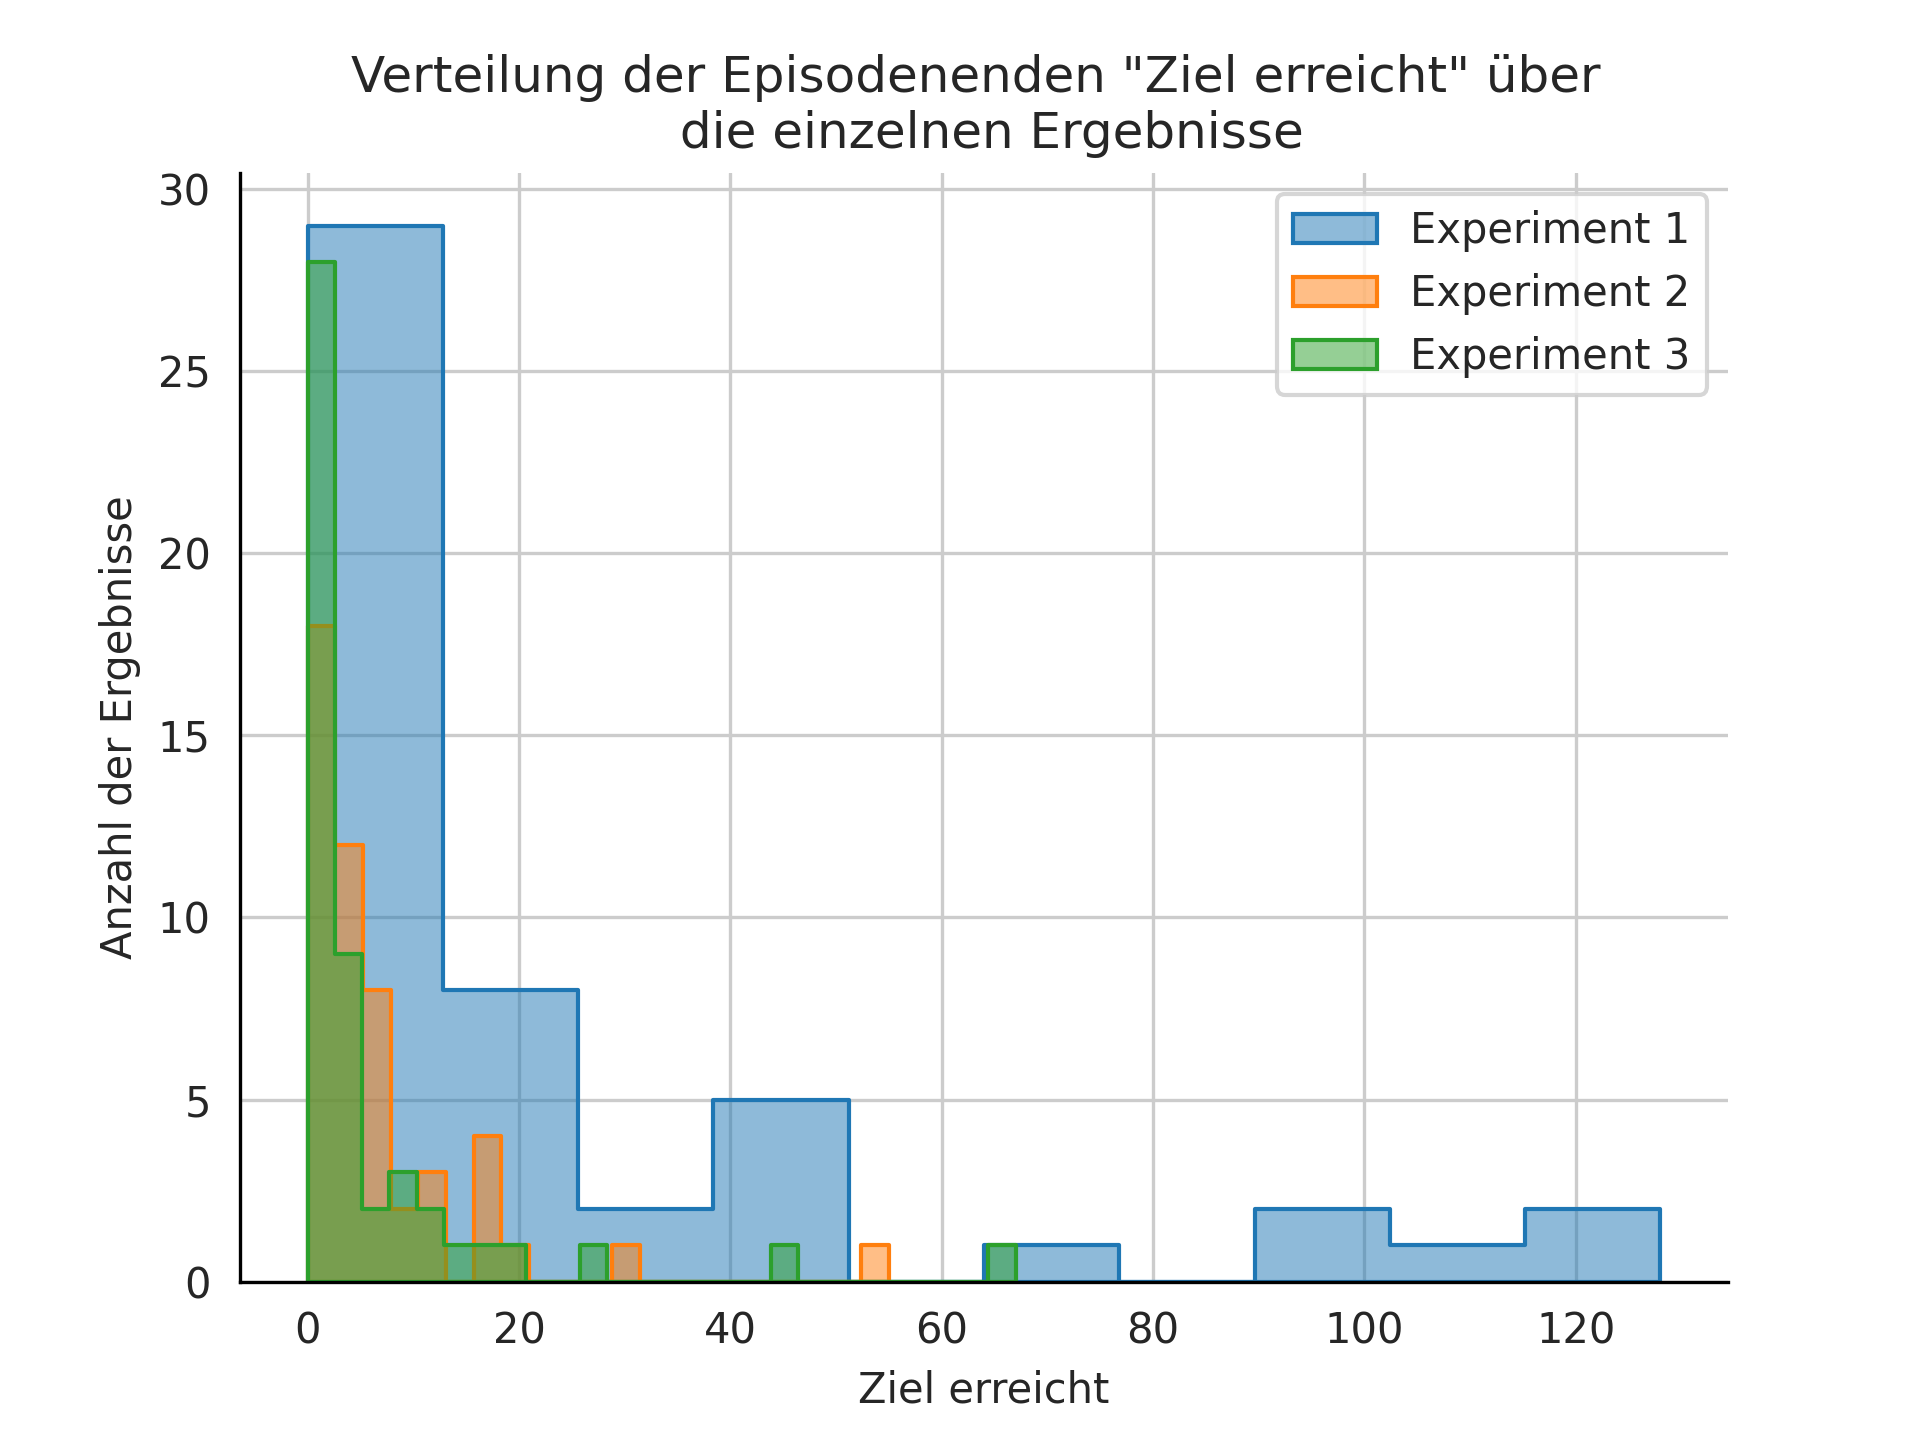 Verteilung der Episodenenden "Ziel erreicht" über
die einzelnen Ergebnisse
Anzahl der Ergebnisse
30
25
20
15
10
5
0
Experiment 1
Experiment 2
Experiment 3
0 20 40 60 80 100 120
Ziel erreicht